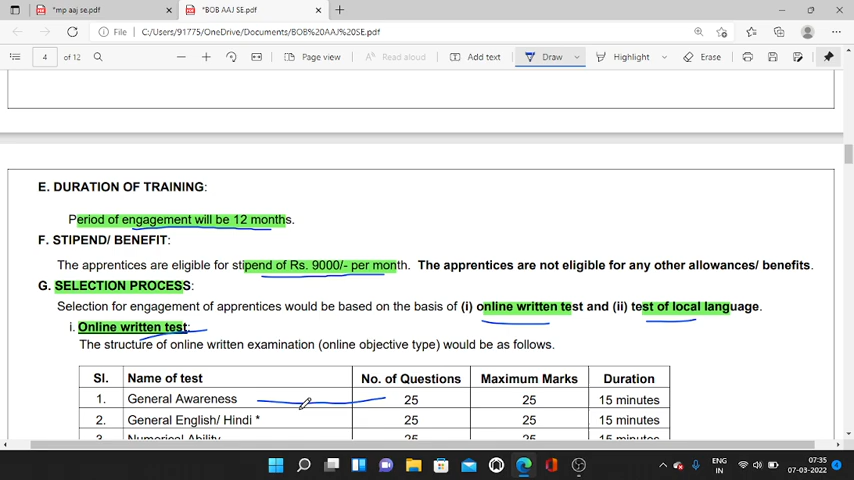 *mp aaj se.pdf
*BOB AAJ SE.pdf
File
C:/Users/91775/OneDrive/Documents/BOB%20AAJ%20SE.pdf
4 of 12
Page view
Read aloud
Add text
Draw
Highlight
Erase
E. DURATION OF TRAINING:
Period of engagement will be 12 months.
F. STIPEND/ BENEFIT:
The apprentices are eligible for stipend of Rs. 9000/- per month. The apprentices are not eligible for any other allowances/ benefits.
G. SELECTION PROCESS:
Selection for engagement of apprentices would be based on the basis of (i) online written test and (ii) test of local language.
i. Online written test:
The structure of online written examination (online objective type) would be as follows.
Sl. Name of test No. of Questions Maximum Marks Duration
1. General Awareness 25 25 15 minutes
2. General English/ Hindi * 25 25 15 minutes
3. Numerical Ability 25 25 15 minutes
ENG
IN
07:35
07-03-2022